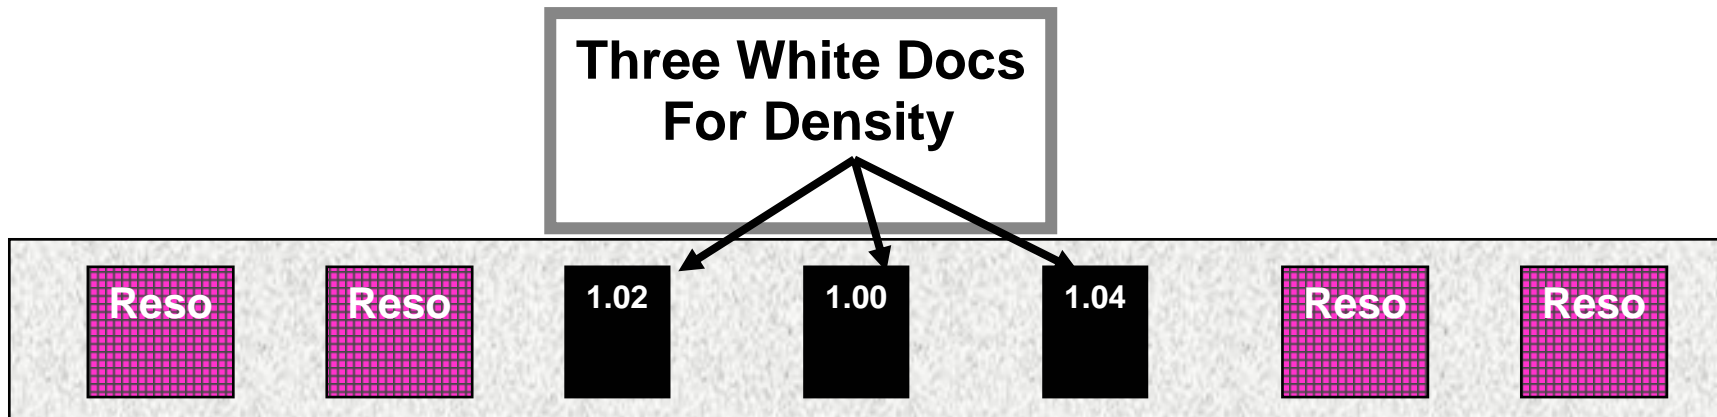 Three White Docs
For Density
Reso Reso 1.02 1.00 1.04 Reso Reso